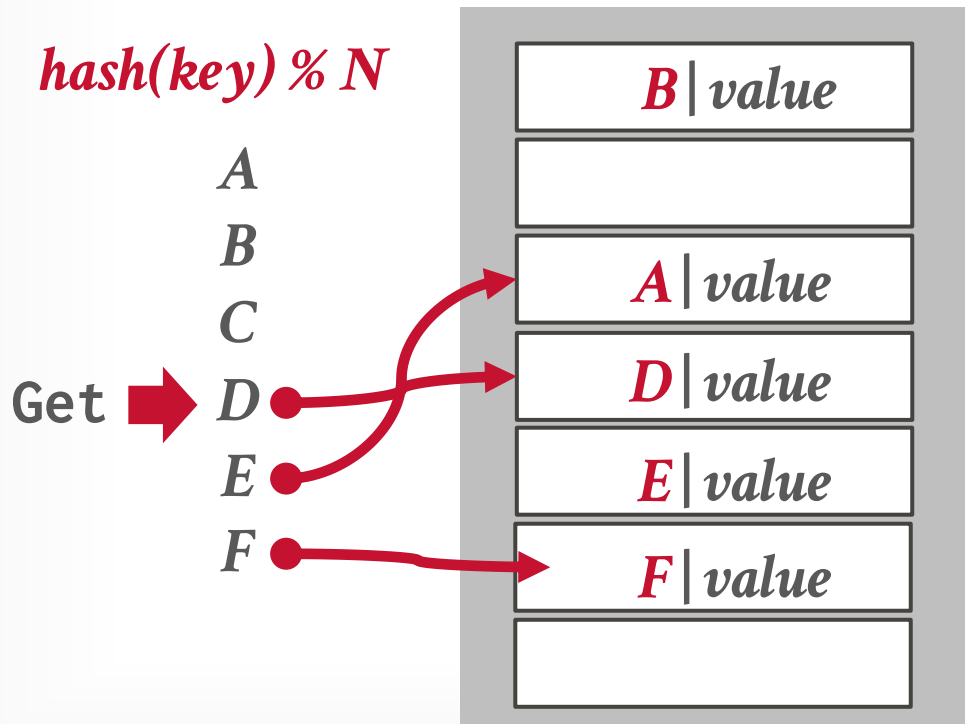 hash(key) % N
A
B
C
Get D
E
F
B|value
A|value
D|value
E|value
F|value